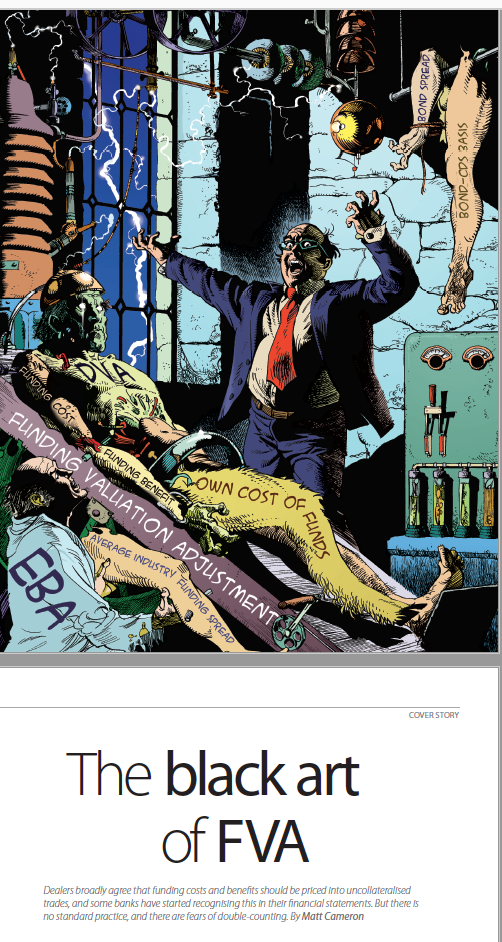 BOND SPREAD
BOND-CDS BASIS
DVA
FUNDING COST
FUNDING VALUATION ADJUSTMENT
FUNDING BENEFIT
OWN COST OF FUNDS
AVERAGE INDUSTRY FUNDING SPREAD
EBA
COVER STORY
The black art
of FVA
Dealers broadly agree that funding costs and benefits should be priced into uncollateralised
trades, and some banks have started recognising this in their financial statements. But there is
no standard practice, and there are fears of double-counting. By Matt Cameron